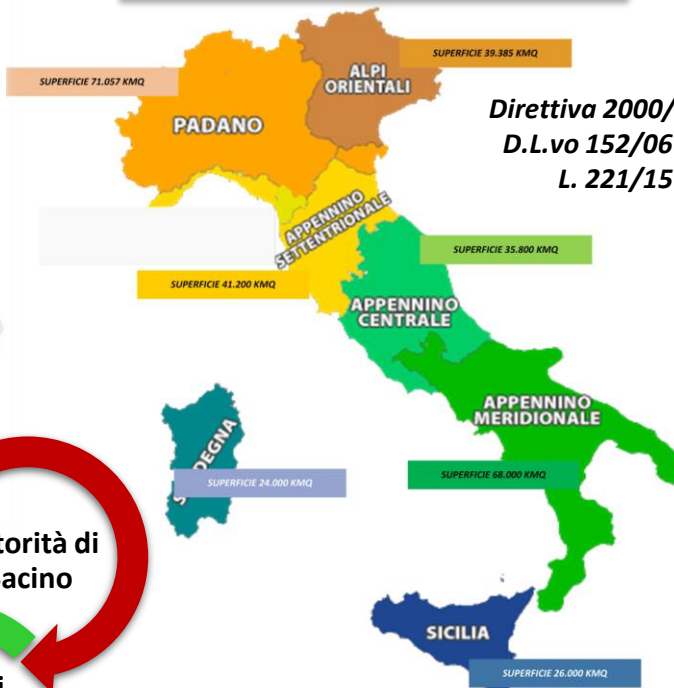 SUPERFICIE 39.385 KMQ
SUPERFICIE 71.057 KMQ
ALPI
ORIENTALI
PADANO
Direttiva 2000/
D.L.vo 152/06
L. 221/15
APPENNINO
SETTENTRIONALE
SUPERFICIE 35.800 KMQ
SUPERFICIE 41.200 KMQ
APPENNINO
CENTRALE
APPENNINO
MERIDIONALE
S DEGNA
SUPERFICIE 68.000 KMQ
SUPERFICIE 24.000 KMQ
torità di
acino
SICILIA
i
SUPERFICIE 26.000 KMQ